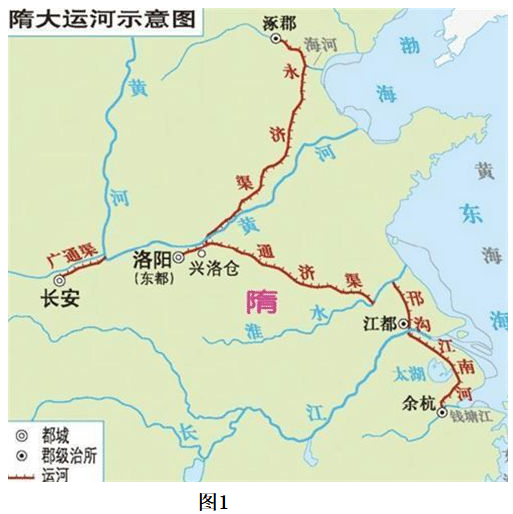 隋大运河示意图
涿郡
海河
渤海
永济渠
黄河
黄河
黄海
东海
广通渠
长安
洛阳
(东都)
兴洛仓
通济渠
隋
淮水
邗沟
江都
江南河
太湖
余杭
钱塘江
长江
都城
郡级治所
运河
图1